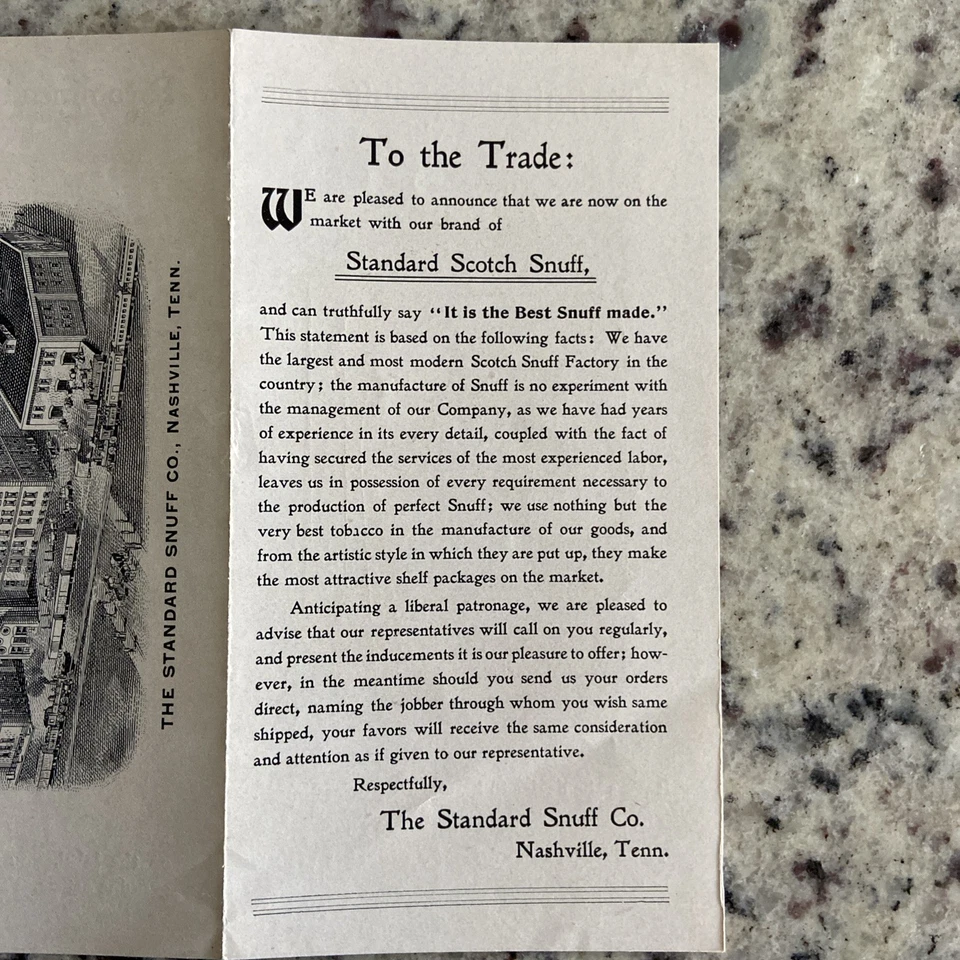 THE STANDARD SNUFF CO., NASHVILLE, TENN.
To the Trade:
WE are pleased to announce that we are now on the
market with our brand of
Standard Scotch Snuff,
and can truthfully say “It is the Best Snuff made.”
This statement is based on the following facts: We have
the largest and most modern Scotch Snuff Factory in the
country; the manufacture of Snuff is no experiment with
the management of our Company, as we have had years
of experience in its every detail, coupled with the fact of
having secured the services of the most experienced labor,
leaves us in possession of every requirement necessary to
the production of perfect Snuff; we use nothing but the
very best tobacco in the manufacture of our goods, and
from the artistic style in which they are put up, they make
the most attractive shelf packages on the market.
Anticipating a liberal patronage, we are pleased to
advise that our representatives will call on you regularly,
and present the inducements it is our pleasure to offer; how-
ever, in the meantime should you send us your orders
direct, naming the jobber through whom you wish same
shipped, your favors will receive the same consideration
and attention as if given to our representative.
Respectfully,
The Standard Snuff Co.
Nashville, Tenn.